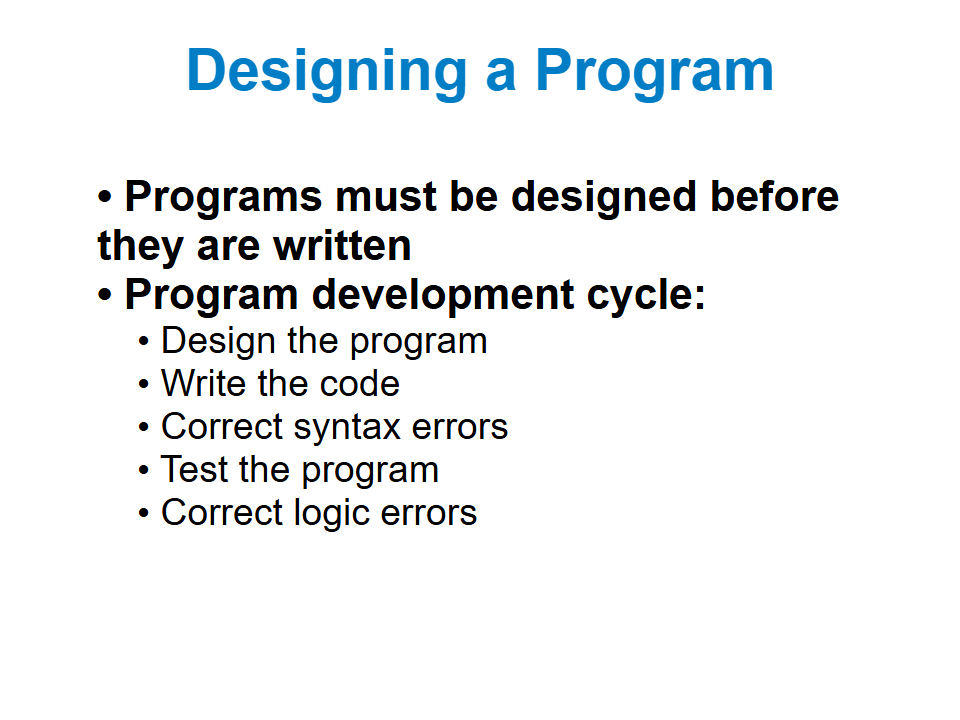 Designing a Program
• Programs must be designed before
they are written
• Program development cycle:
• Design the program
• Write the code
• Correct syntax errors
• Test the program
• Correct logic errors